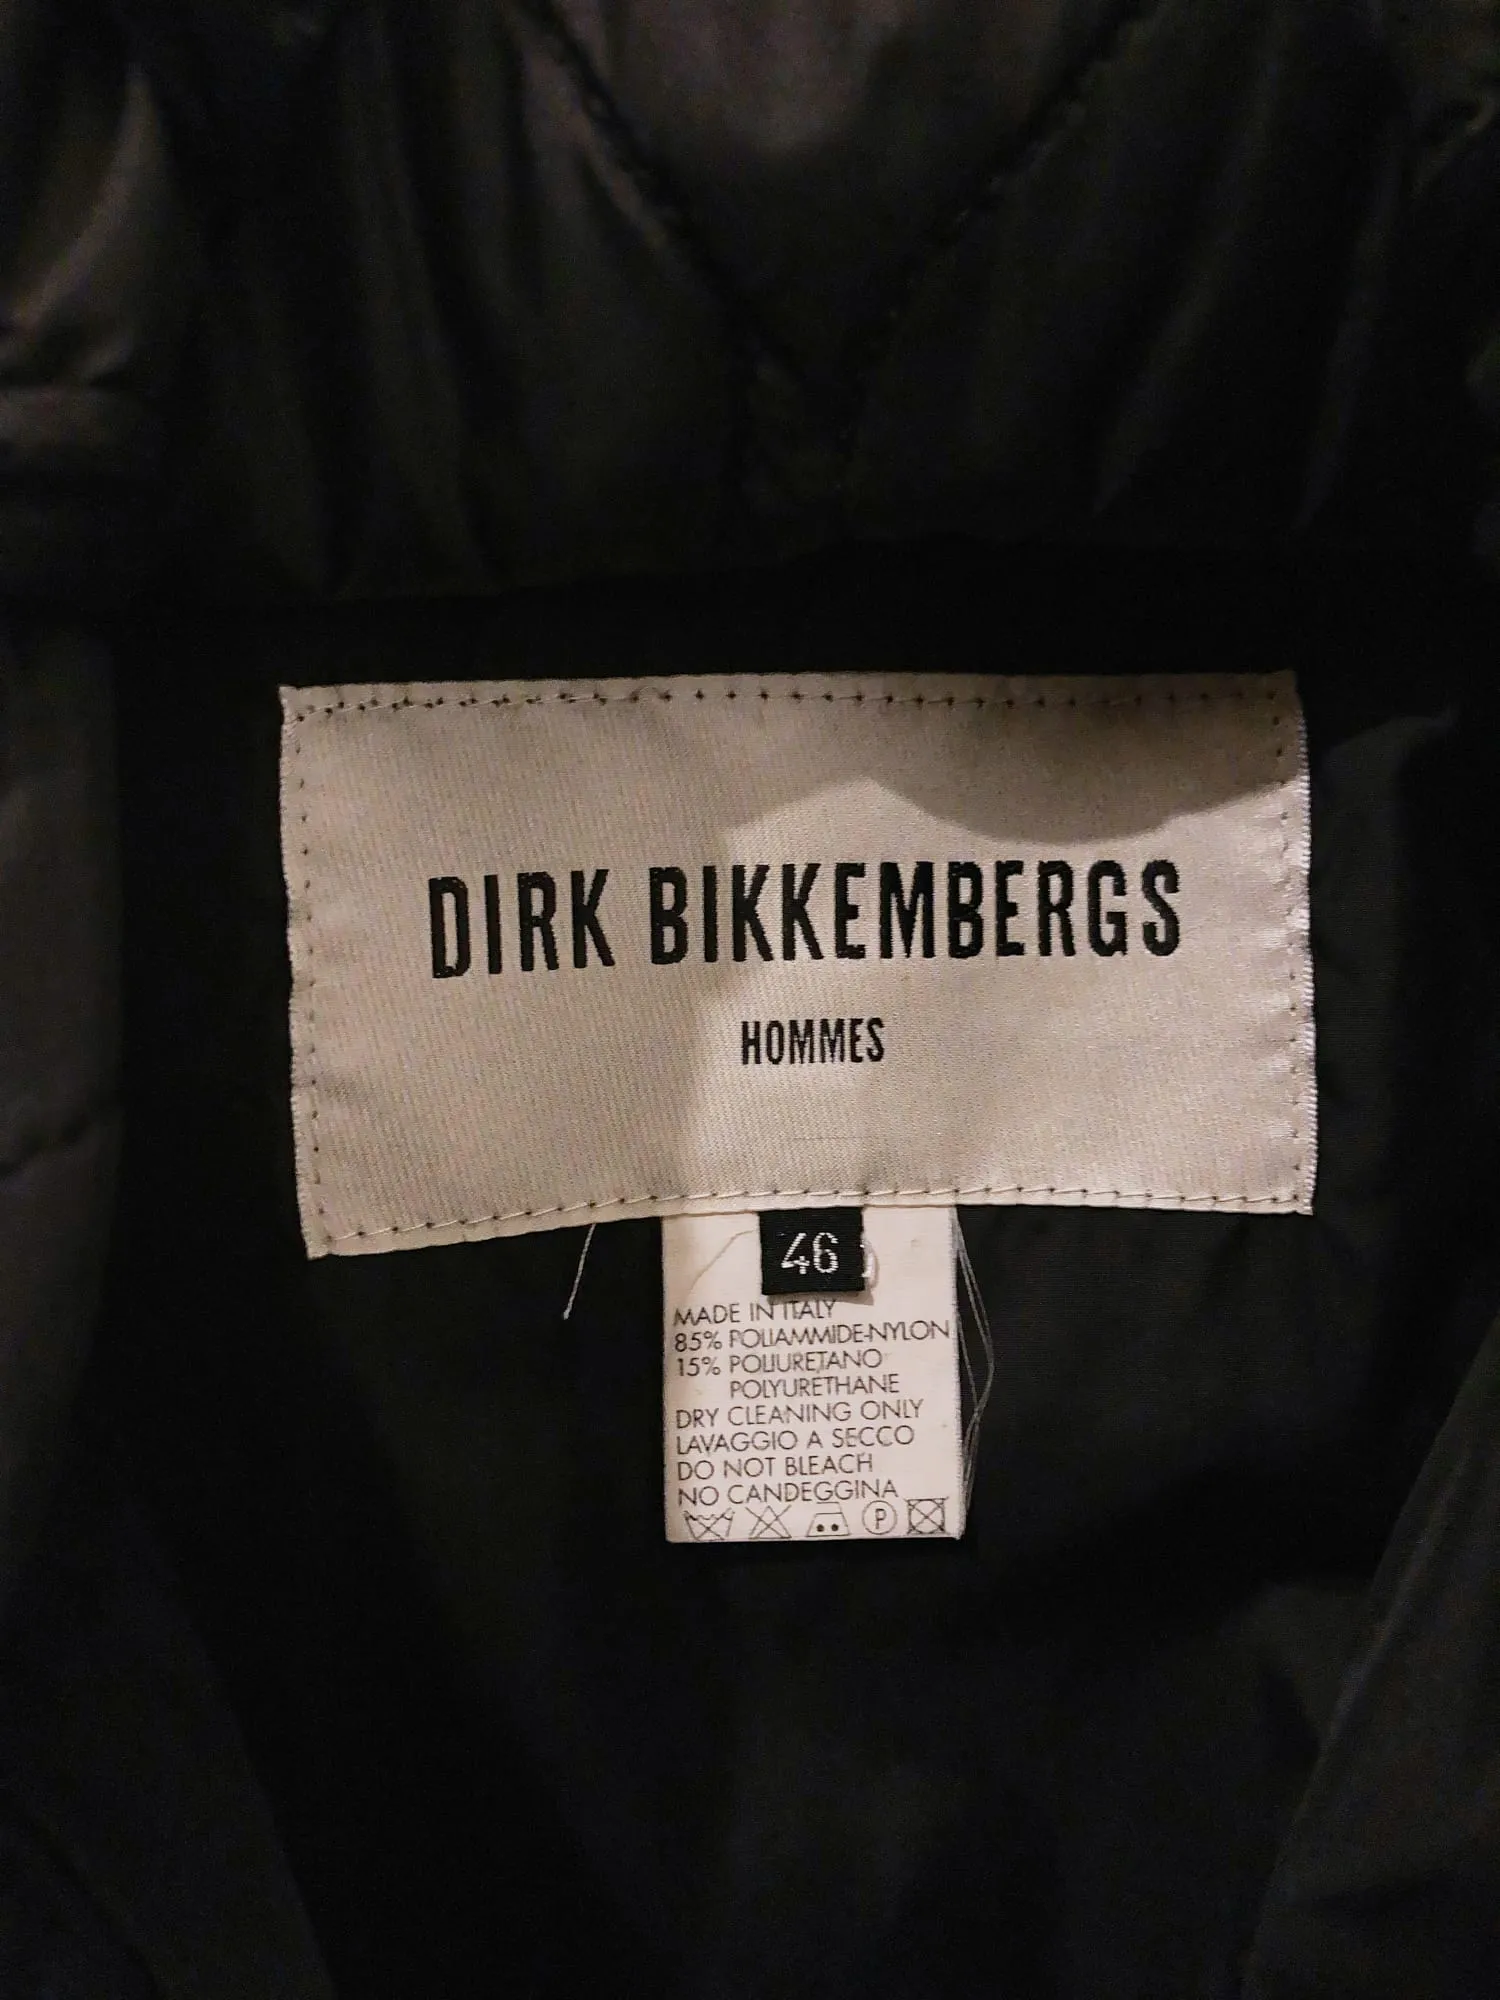 DIRK BIKKEMBERGS
HOMMES
46
MADE IN ITALY
85% POLIAMMIDE-NYLON
15% POLIURETANO
POLYURETHANE
DRY CLEANING ONLY
LAVAGGIO A SECCO
DO NOT BLEACH
NO CANDEGGINA
P